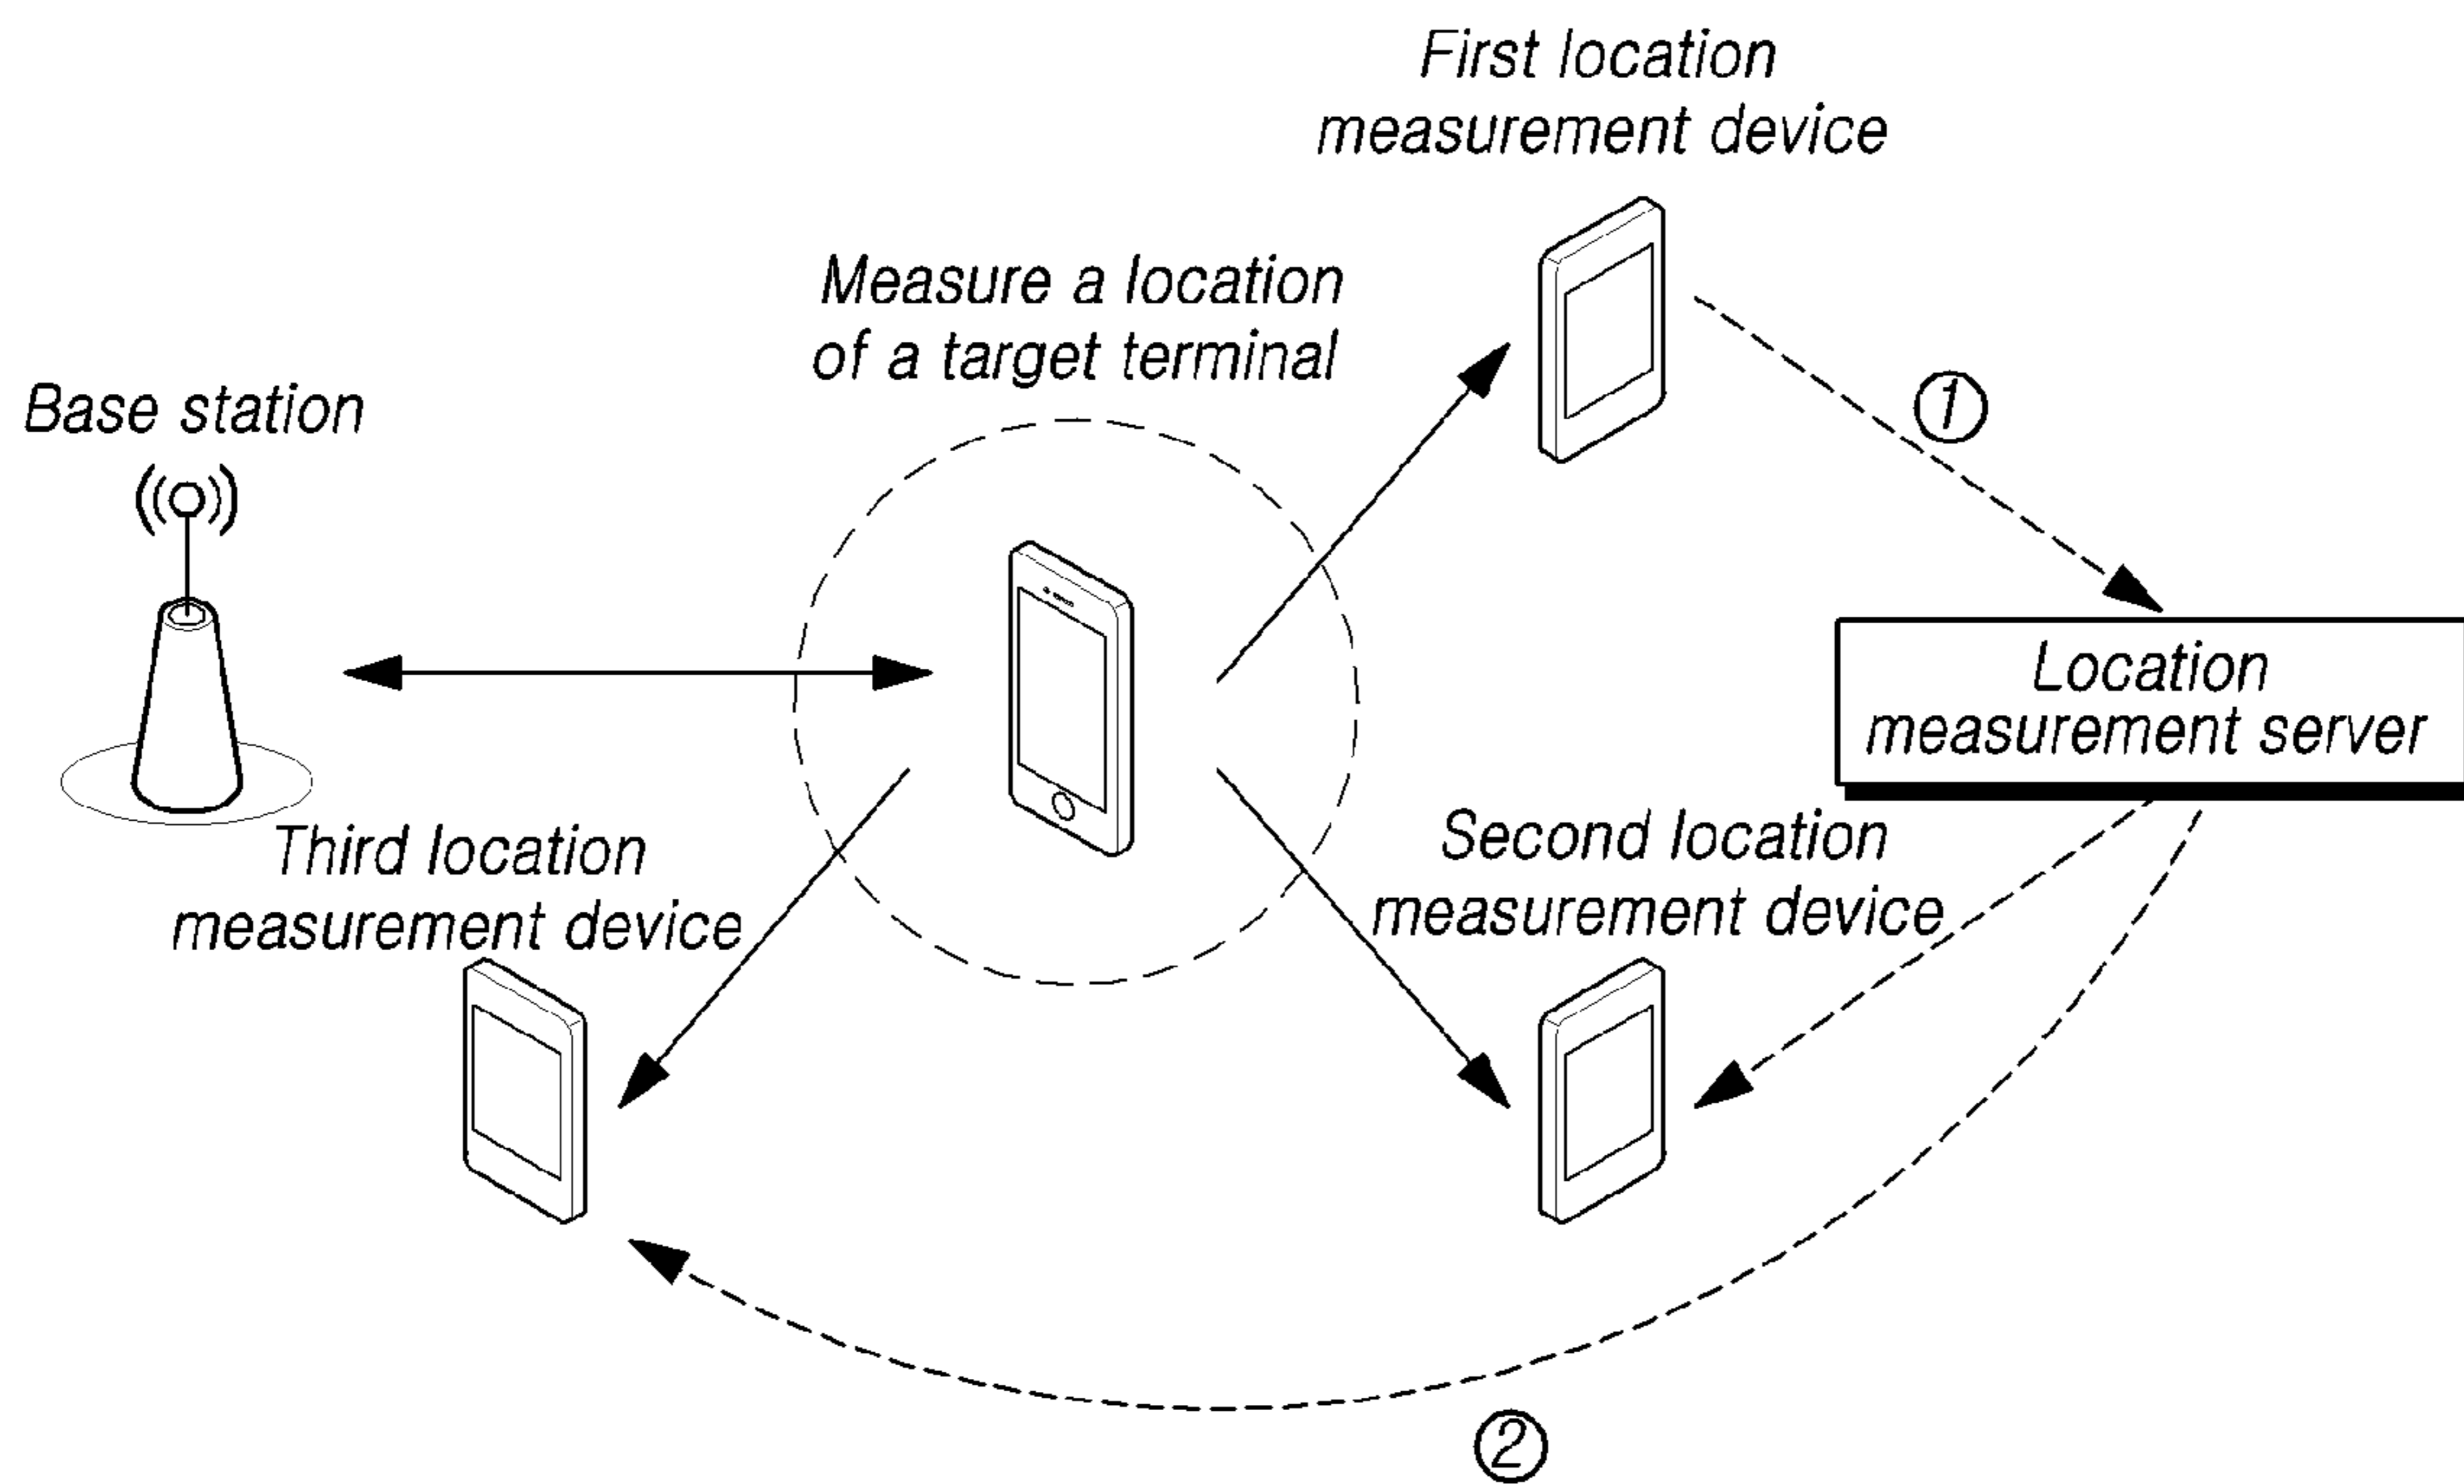 First location
measurement device
Measure a location
of a target terminal
Base station
①
Location
measurement server
Third location
measurement device
Second location
measurement device
②